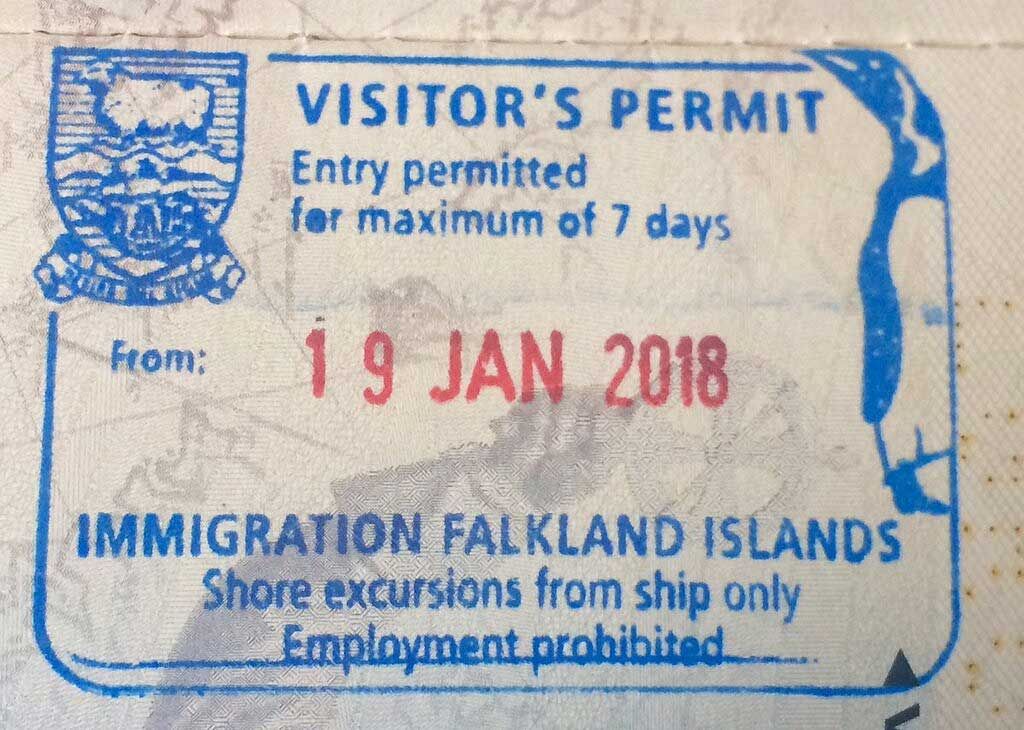 VISITOR'S PERMIT
Entry permitted
for maximum of 7 days
From: 19 JAN 2018
IMMIGRATION FALKLAND ISLANDS
Shore excursions from ship only
Employment prohibited